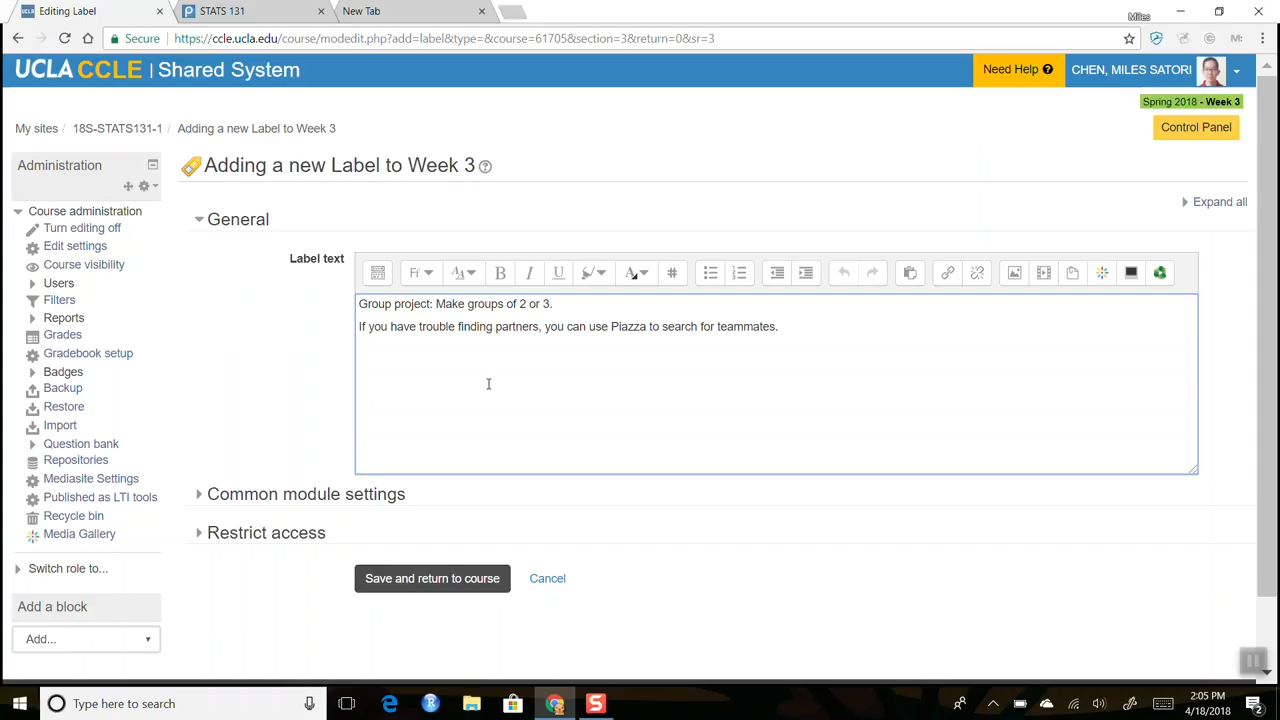 Editing Label
STATS 131
New Tab
Miles
Secure
https://ccle.ucla.edu/course/modedit.php?add=label&type=&course=61705&section=3&return=0&sr=3
UCLA CCLE | Shared System
Need Help
CHEN, MILES SATORI
Spring 2018 - Week 3
My sites / 18S-STATS131-1 / Adding a new Label to Week 3
Control Panel
Administration
Adding a new Label to Week 3
Expand all
Course administration
General
Turn editing off
Edit settings
Course visibility
Label text
Users
Filters
Reports
Grades
Gradebook setup
Badges
Backup
Restore
Import
Question bank
Repositories
Mediasite Settings
Published as LTI tools
Recycle bin
Media Gallery
Switch role to...
Add a block
Add...
Group project: Make groups of 2 or 3.
If you have trouble finding partners, you can use Piazza to search for teammates.
Common module settings
Restrict access
Save and return to course
Cancel
Type here to search
2:05 PM
4/18/2018